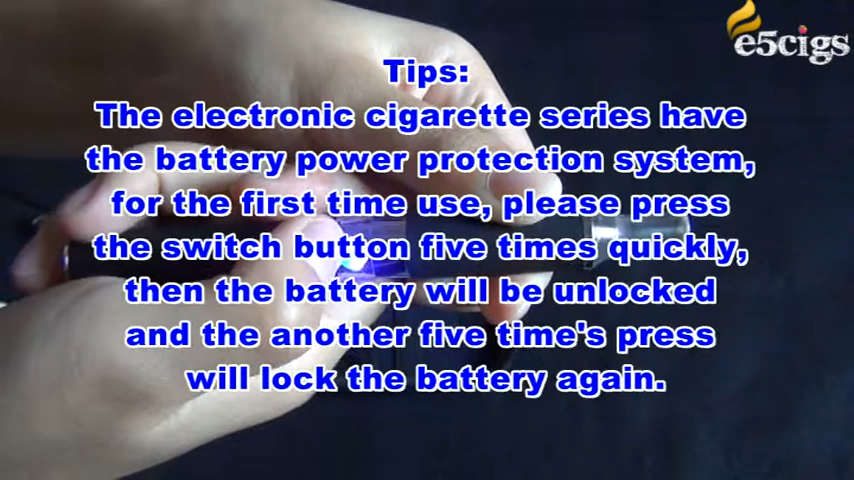 e5cigs
Tips:
The electronic cigarette series have
the battery power protection system,
for the first time use, please press
the switch button five times quickly,
then the battery will be unlocked
and the another five time's press
will lock the battery again.